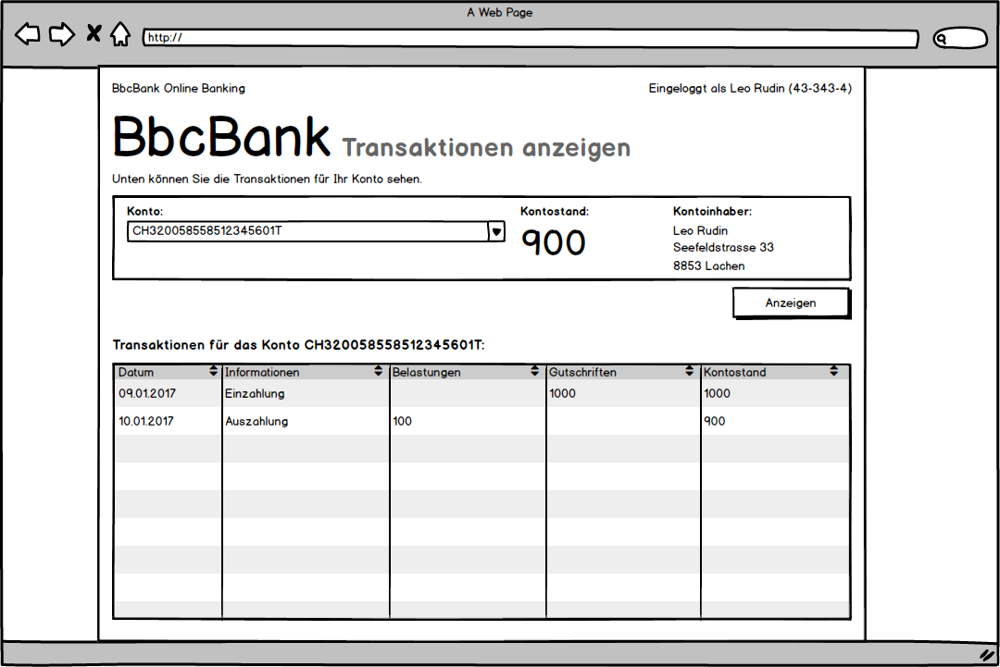 A Web Page
http://
BbcBank Online Banking Eingeloggt als Leo Rudin (43-343-4)
BbcBank Transaktionen anzeigen
Unten können Sie die Transaktionen für Ihr Konto sehen.
Konto: Kontostand: Kontoinhaber:
CH320058558512345601T 900 Leo Rudin
Seefeldstrasse 33
8853 Lachen
Anzeigen
Transaktionen für das Konto CH320058558512345601T:
Datum Informationen Belastungen Gutschriften Kontostand
09.01.2017 Einzahlung 1000 1000
10.01.2017 Auszahlung 100 900